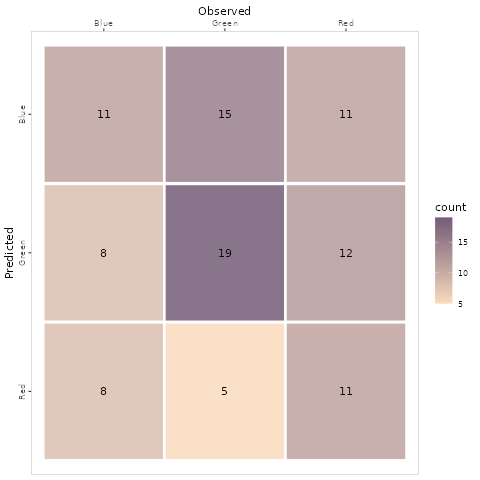 Observed
Blue Green Red
Predicted
Blue 11 15 11
Green 8 19 12
Red 8 5 11
count
15
10
5